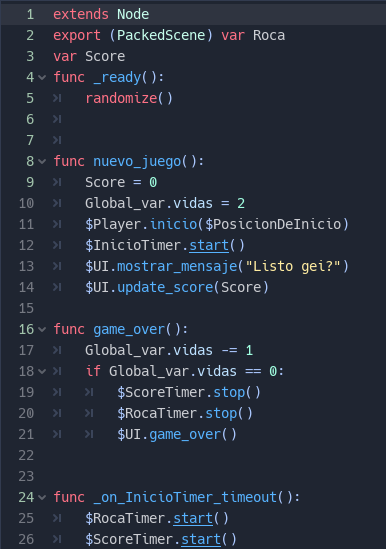 1 extends Node
2 export (PackedScene) var Roca
3 var Score
4 func _ready():
5 randomize()
6
7
8 func nuevo_juego():
9 Score = 0
10 Global_var.vidas = 2
11 $Player.inicio($PosicionDeInicio)
12 $InicioTimer.start()
13 $UI.mostrar_mensaje("Listo gei?")
14 $UI.update_score(Score)
15
16 func game_over():
17 Global_var.vidas -= 1
18 if Global_var.vidas == 0:
19 $ScoreTimer.stop()
20 $RocaTimer.stop()
21 $UI.game_over()
22
23
24 func _on_InicioTimer_timeout():
25 $RocaTimer.start()
26 $ScoreTimer.start()